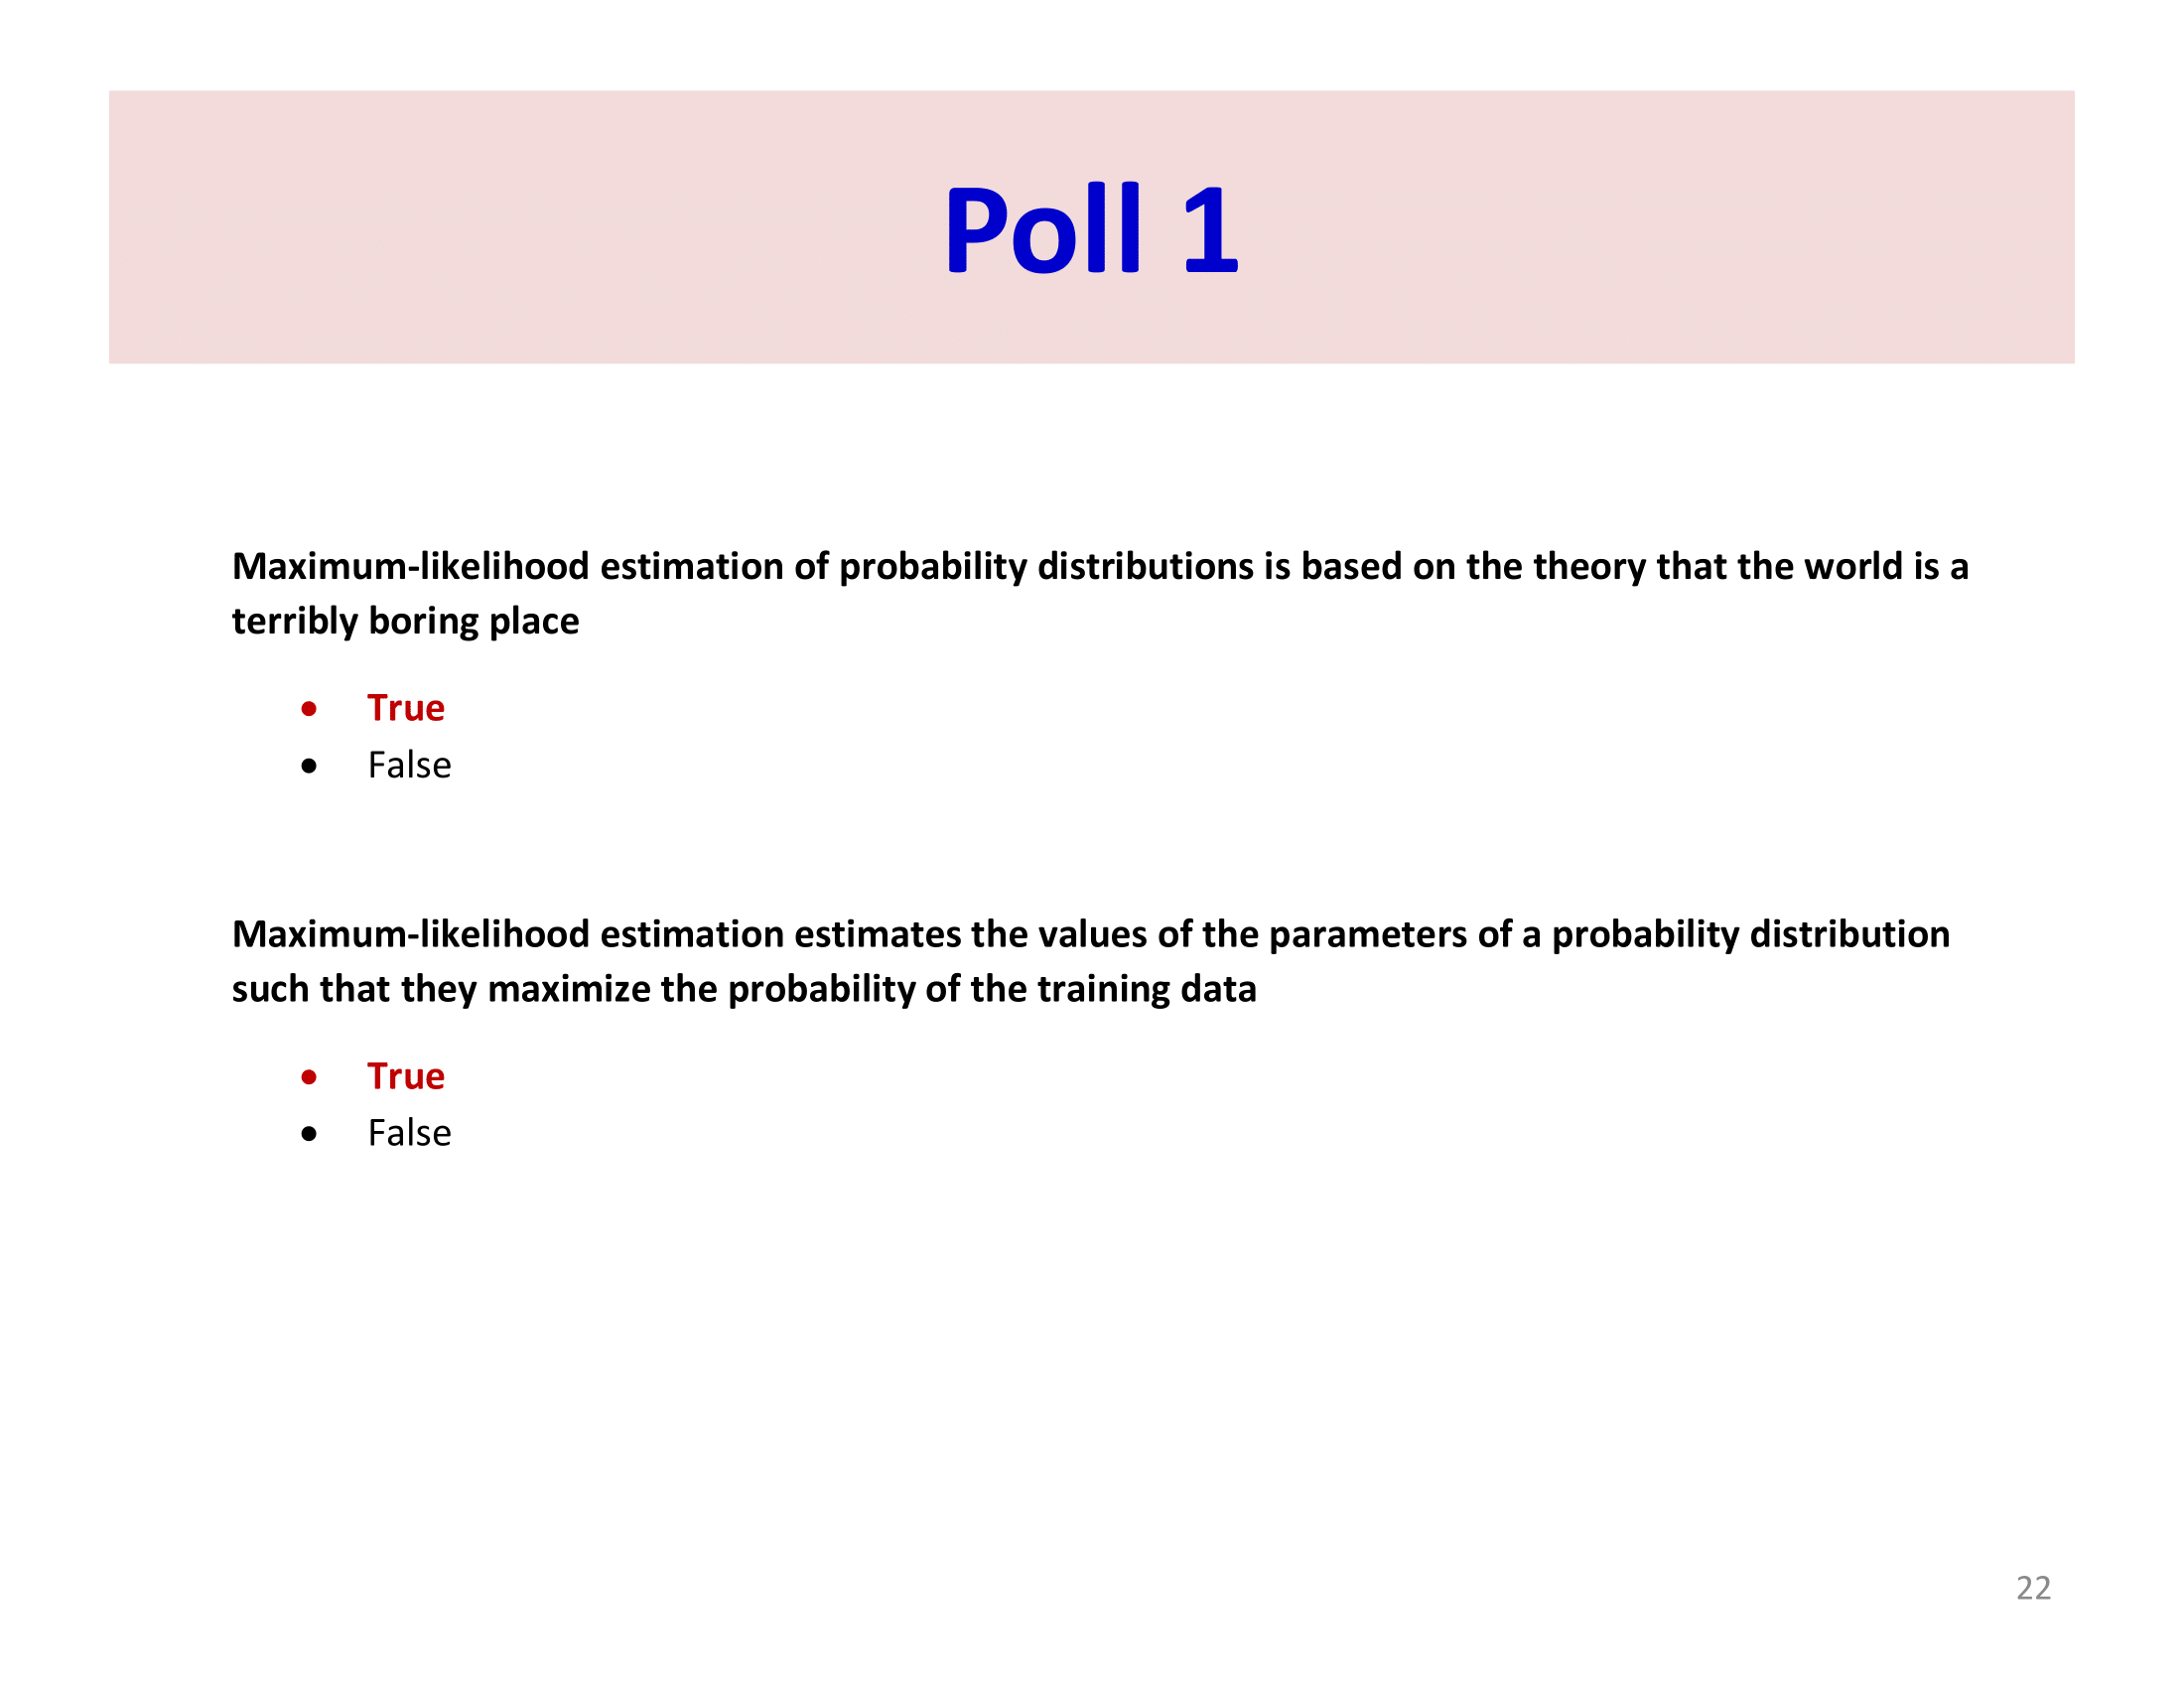 Poll 1
Maximum-likelihood estimation of probability distributions is based on the theory that the world is a
terribly boring place
• True
• False
Maximum-likelihood estimation estimates the values of the parameters of a probability distribution
such that they maximize the probability of the training data
• True
• False
22